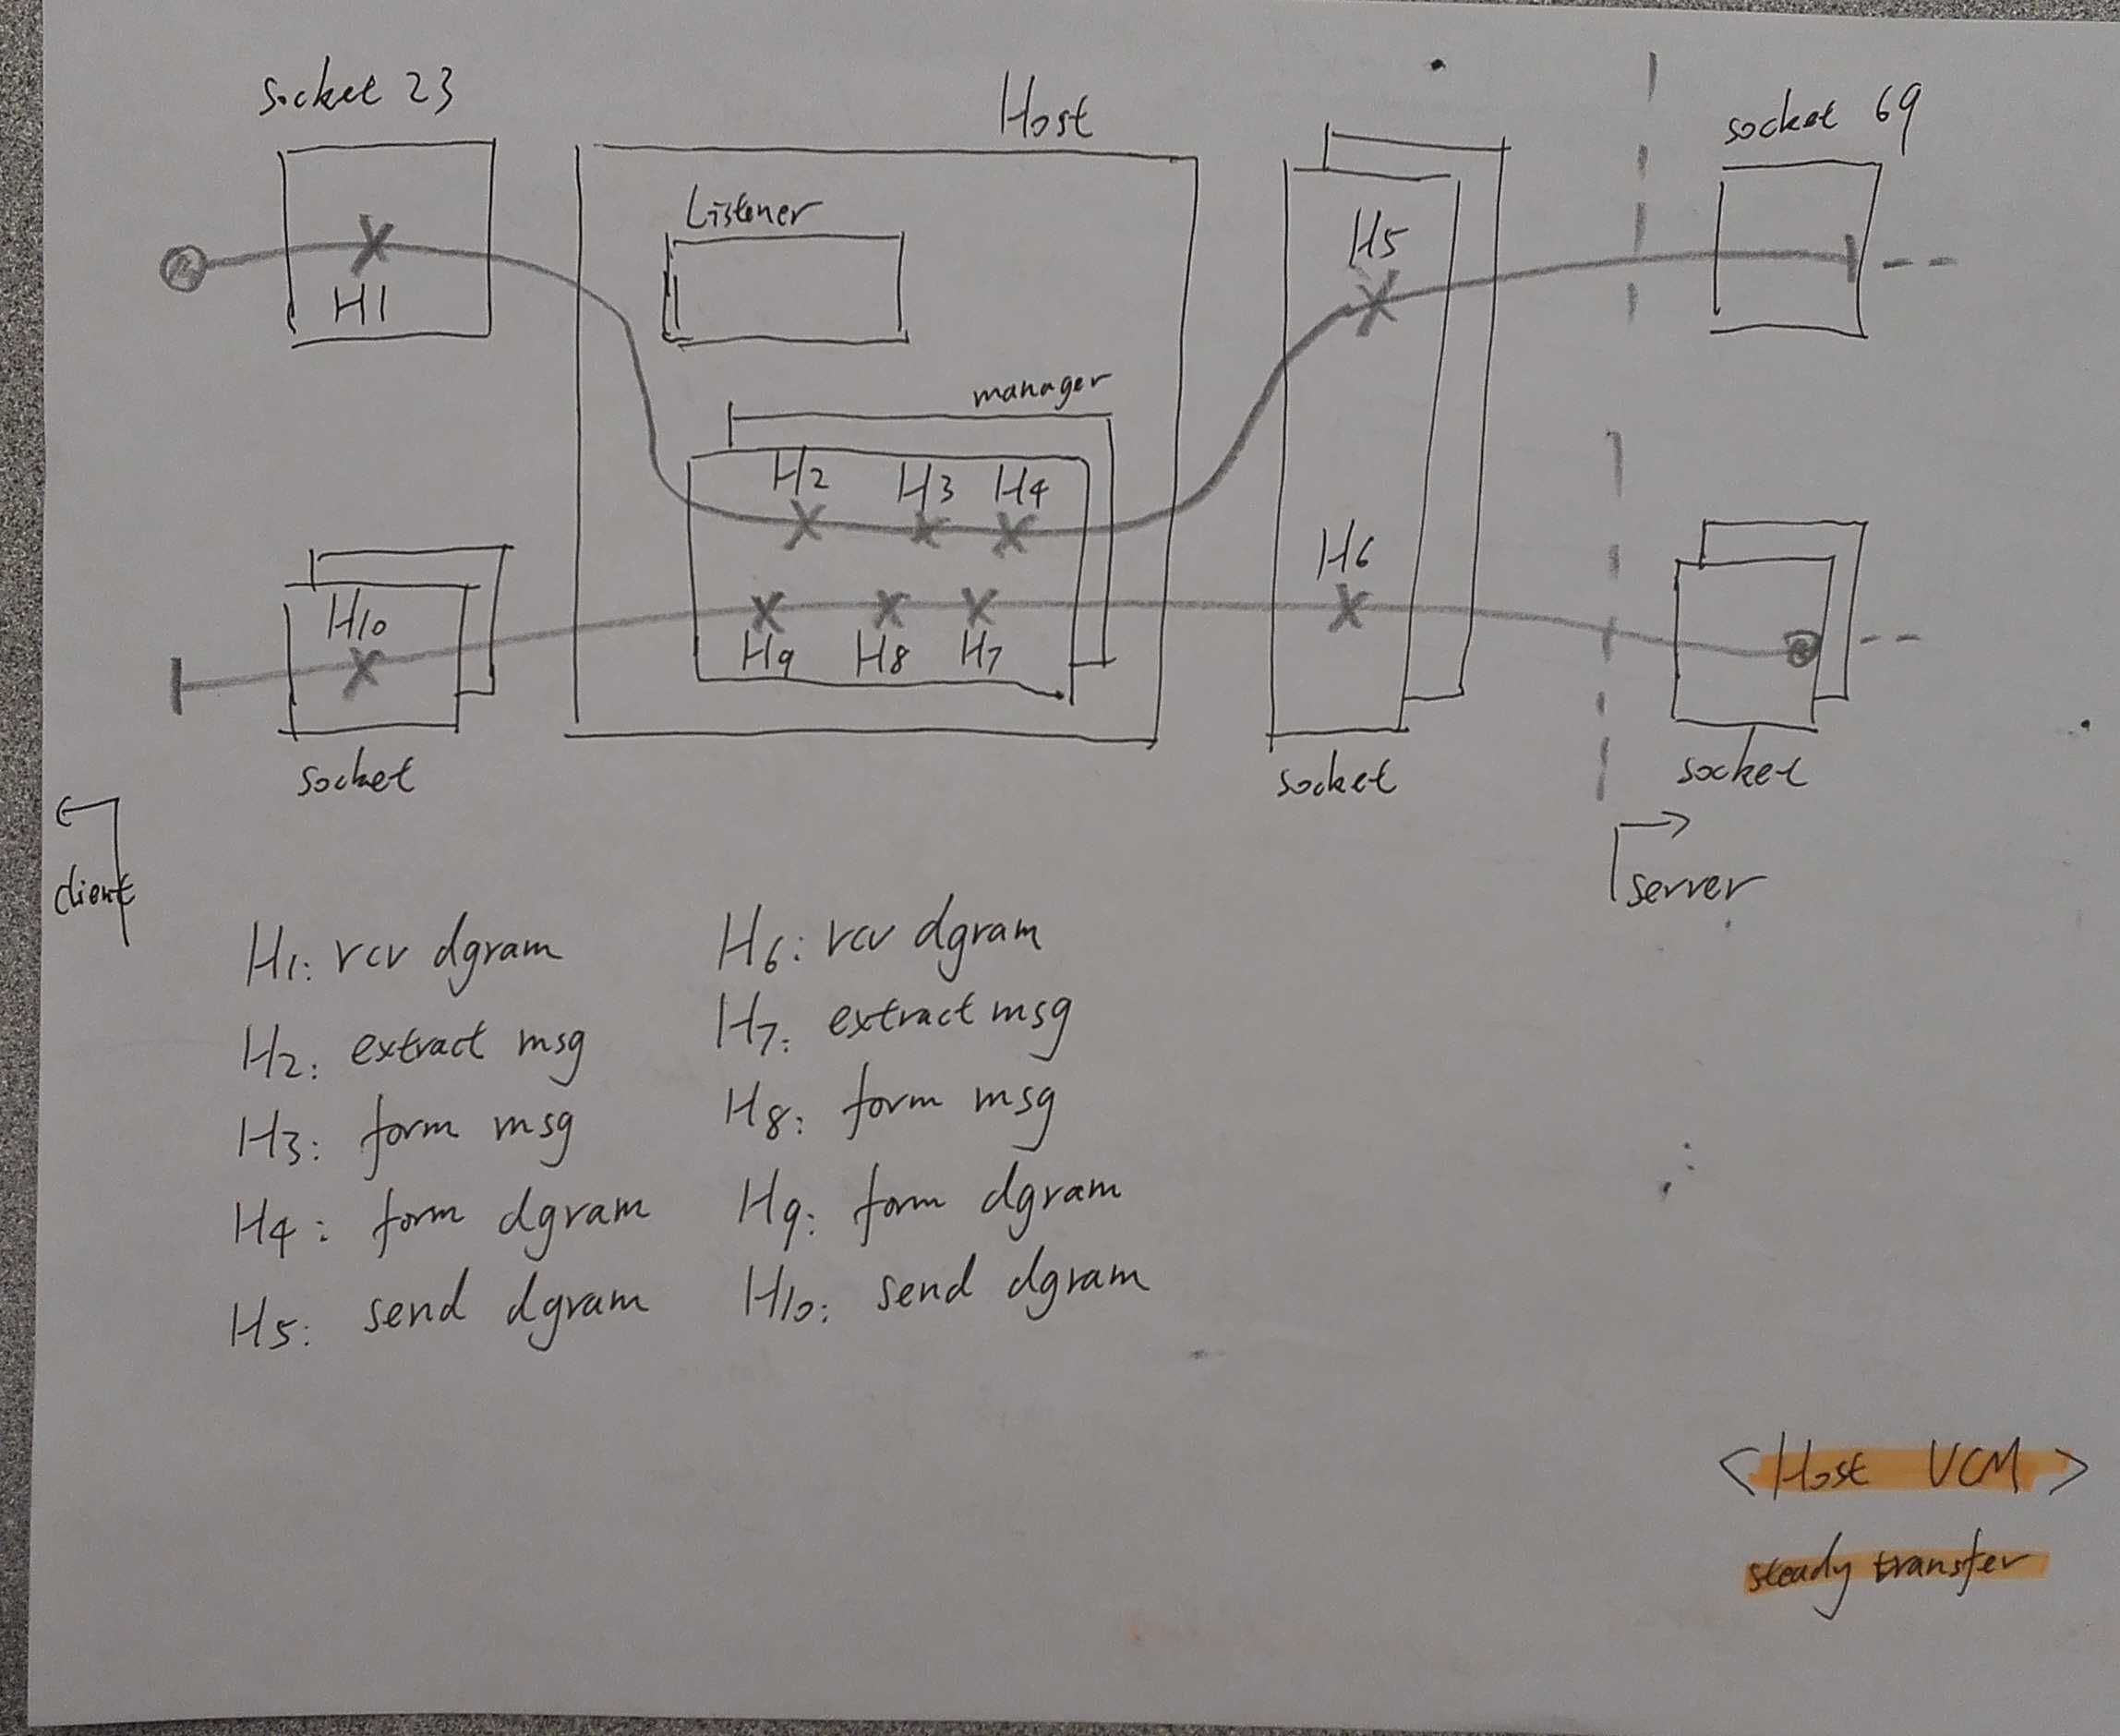 socket 23
Host
socket 69
Listener
H1
H5
manager
H2 H3 H4
H10
H9 H8 H7
H6
socket
socket
socket
client
server
H1: rcv dgram
H2: extract msg
H3: form msg
H4: form dgram
H5: send dgram
H6: rcv dgram
H7: extract msg
H8: form msg
H9: form dgram
H10: send dgram
<Host UCM>
steady transfer